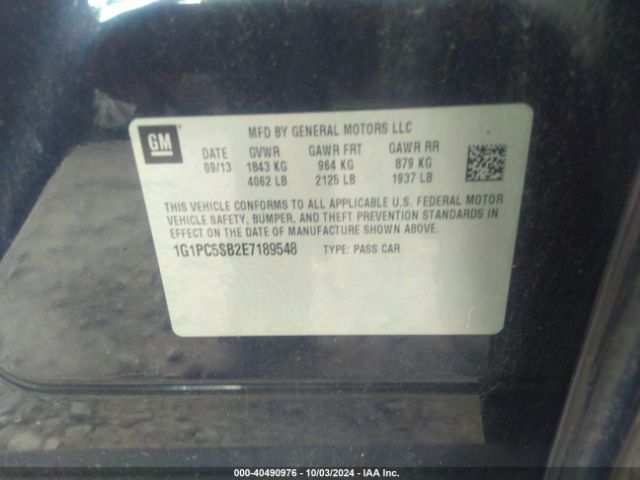 GM
MFD BY GENERAL MOTORS LLC
DATE GVWR GAWR FRT GAWR RR
09/13 1843 KG 964 KG 879 KG
4062 LB 2125 LB 1937 LB
THIS VEHICLE CONFORMS TO ALL APPLICABLE U.S. FEDERAL MOTOR
VEHICLE SAFETY, BUMPER, AND THEFT PREVENTION STANDARDS IN
EFFECT ON THE DATE OF MANUFACTURE SHOWN ABOVE.
1G1PC5SB2E7189548 TYPE: PASS CAR
000-40490976 - 10/03/2024 - IAA Inc.